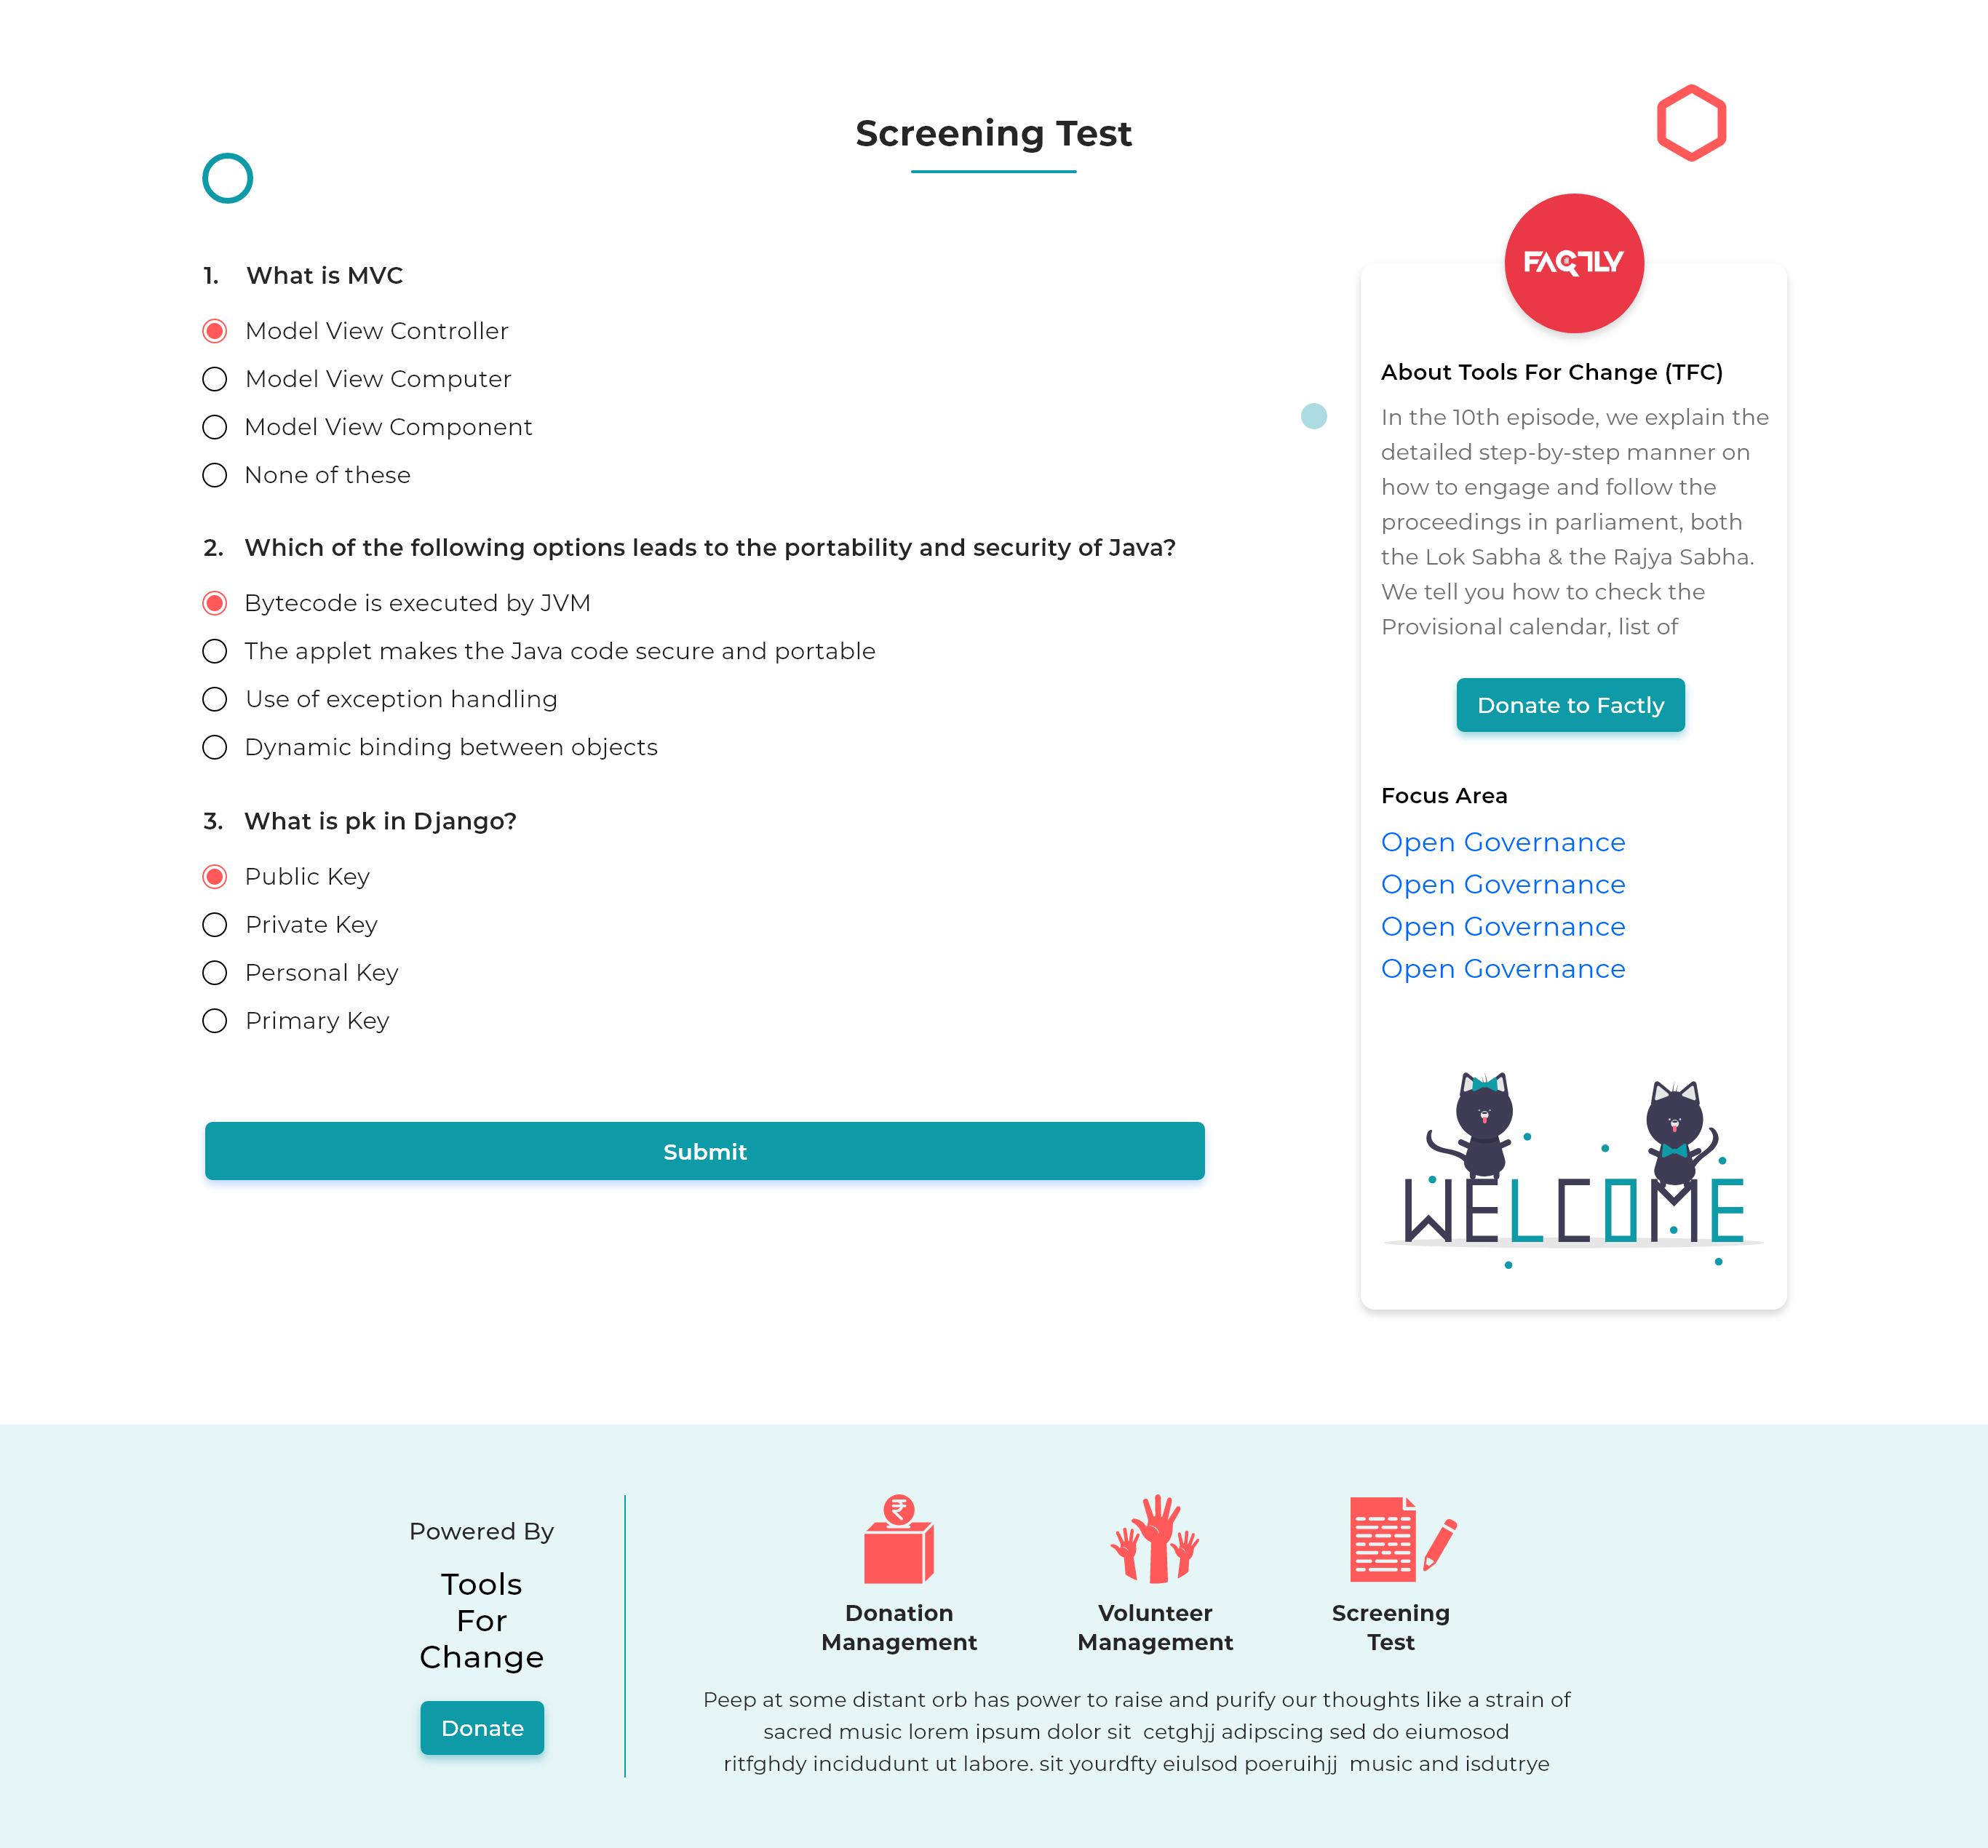 Screening Test
1. What is MVC
Model View Controller
Model View Computer
Model View Component
None of these
2. Which of the following options leads to the portability and security of Java?
Bytecode is executed by JVM
The applet makes the Java code secure and portable
Use of exception handling
Dynamic binding between objects
3. What is pk in Django?
Public Key
Private Key
Personal Key
Primary Key
Submit
FACTLY
About Tools For Change (TFC)
In the 10th episode, we explain the
detailed step-by-step manner on
how to engage and follow the
proceedings in parliament, both
the Lok Sabha & the Rajya Sabha.
We tell you how to check the
Provisional calendar, list of
Donate to Factly
Focus Area
Open Governance
Open Governance
Open Governance
Open Governance
WELCOME
Powered By
Tools
For
Change
Donate
Donation
Management
Volunteer
Management
Screening
Test
Peep at some distant orb has power to raise and purify our thoughts like a strain of
sacred music lorem ipsum dolor sit cetghjj adipscing sed do eiumosod
ritfghdy incidudunt ut labore. sit yourdfty eiulsod poeruihjj music and isdutrye